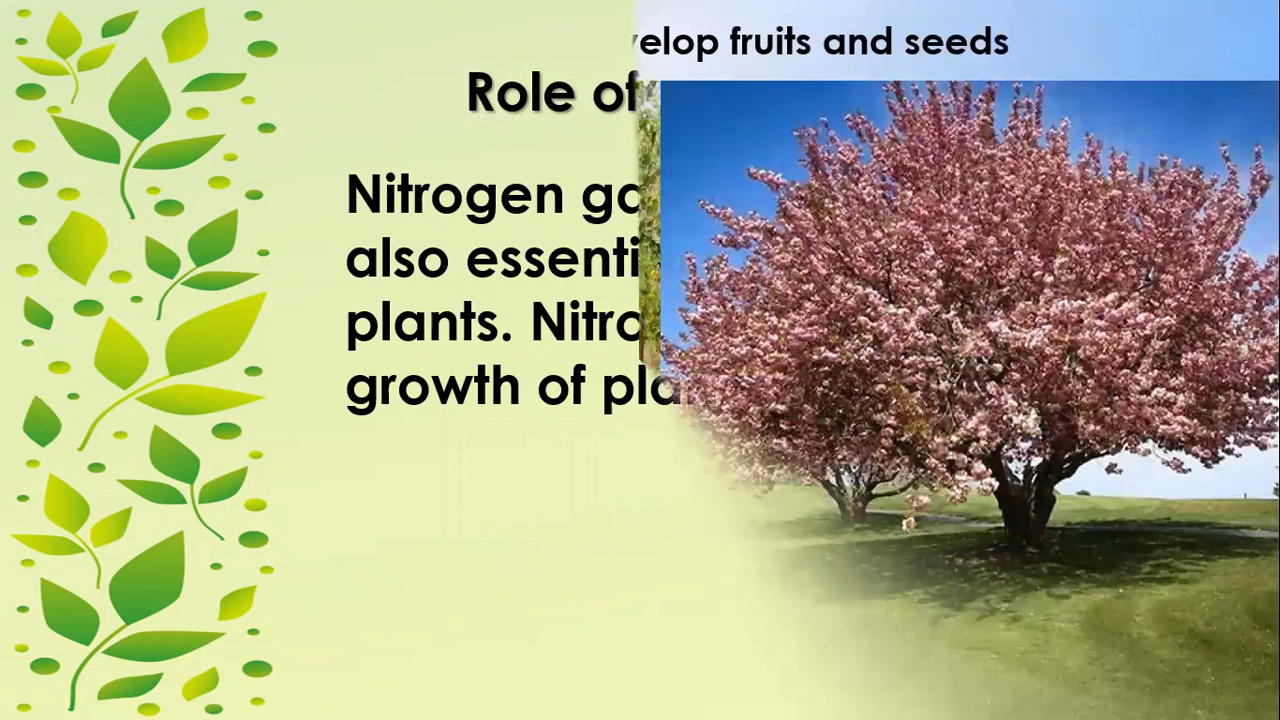 velop fruits and seeds
Role of
Nitrogen ga
also essenti
plants. Nitro
growth of pla